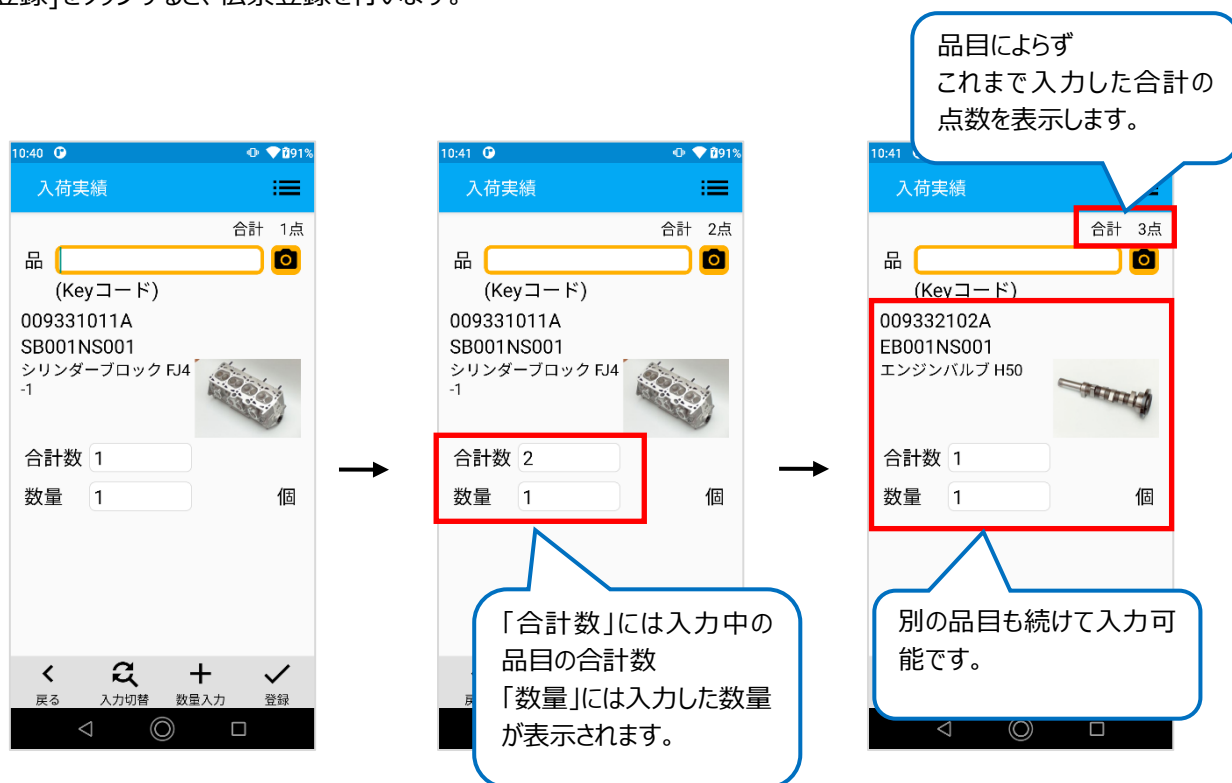 登録」をタップすると、伝票登録を行います。
品目によらず
これまで入力した合計の
点数を表示します。
10:40 91%
入荷実績
合計 1点
品
(Keyコード)
009331011A
SB001NS001
シリンダーブロック FJ4
-1
合計数 1
数量 1 個
戻る 入力切替 数量入力 登録
10:41 91%
入荷実績
合計 2点
品
(Keyコード)
009331011A
SB001NS001
シリンダーブロック FJ4
-1
合計数 2
数量 1 個
「合計数」には入力中の
品目の合計数
「数量」には入力した数量
が表示されます。
10:41
入荷実績
合計 3点
品
(Keyコード)
009332102A
EB001NS001
エンジンバルブ H50
合計数 1
数量 1 個
別の品目も続けて入力可
能です。